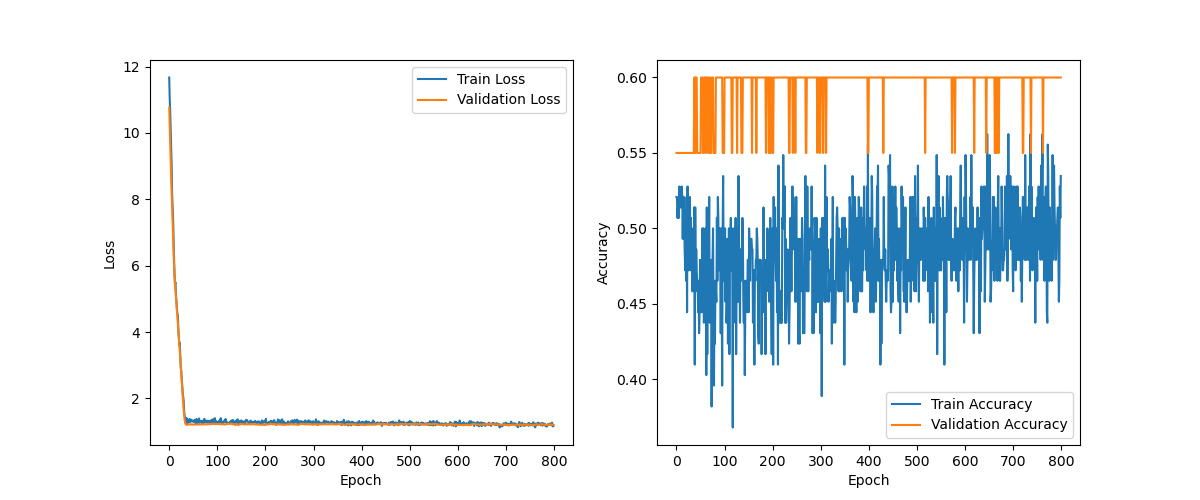 12
10
8
6
4
2
Loss
Train Loss
Validation Loss
0 100 200 300 400 500 600 700 800
Epoch
0.60
0.55
0.50
0.45
0.40
Accuracy
Train Accuracy
Validation Accuracy
0 100 200 300 400 500 600 700 800
Epoch